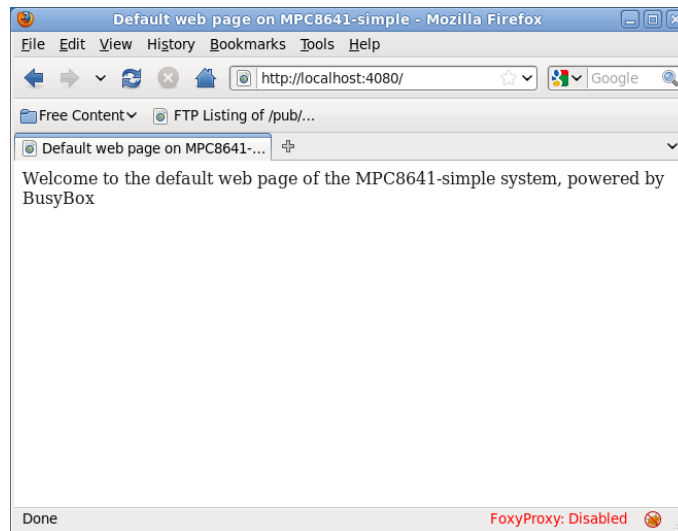 Default web page on MPC8641-simple - Mozilla Firefox
File Edit View History Bookmarks Tools Help
http://localhost:4080/ Google
Free Content FTP Listing of /pub/...
Default web page on MPC8641-...
Welcome to the default web page of the MPC8641-simple system, powered by
BusyBox
Done FoxyProxy: Disabled